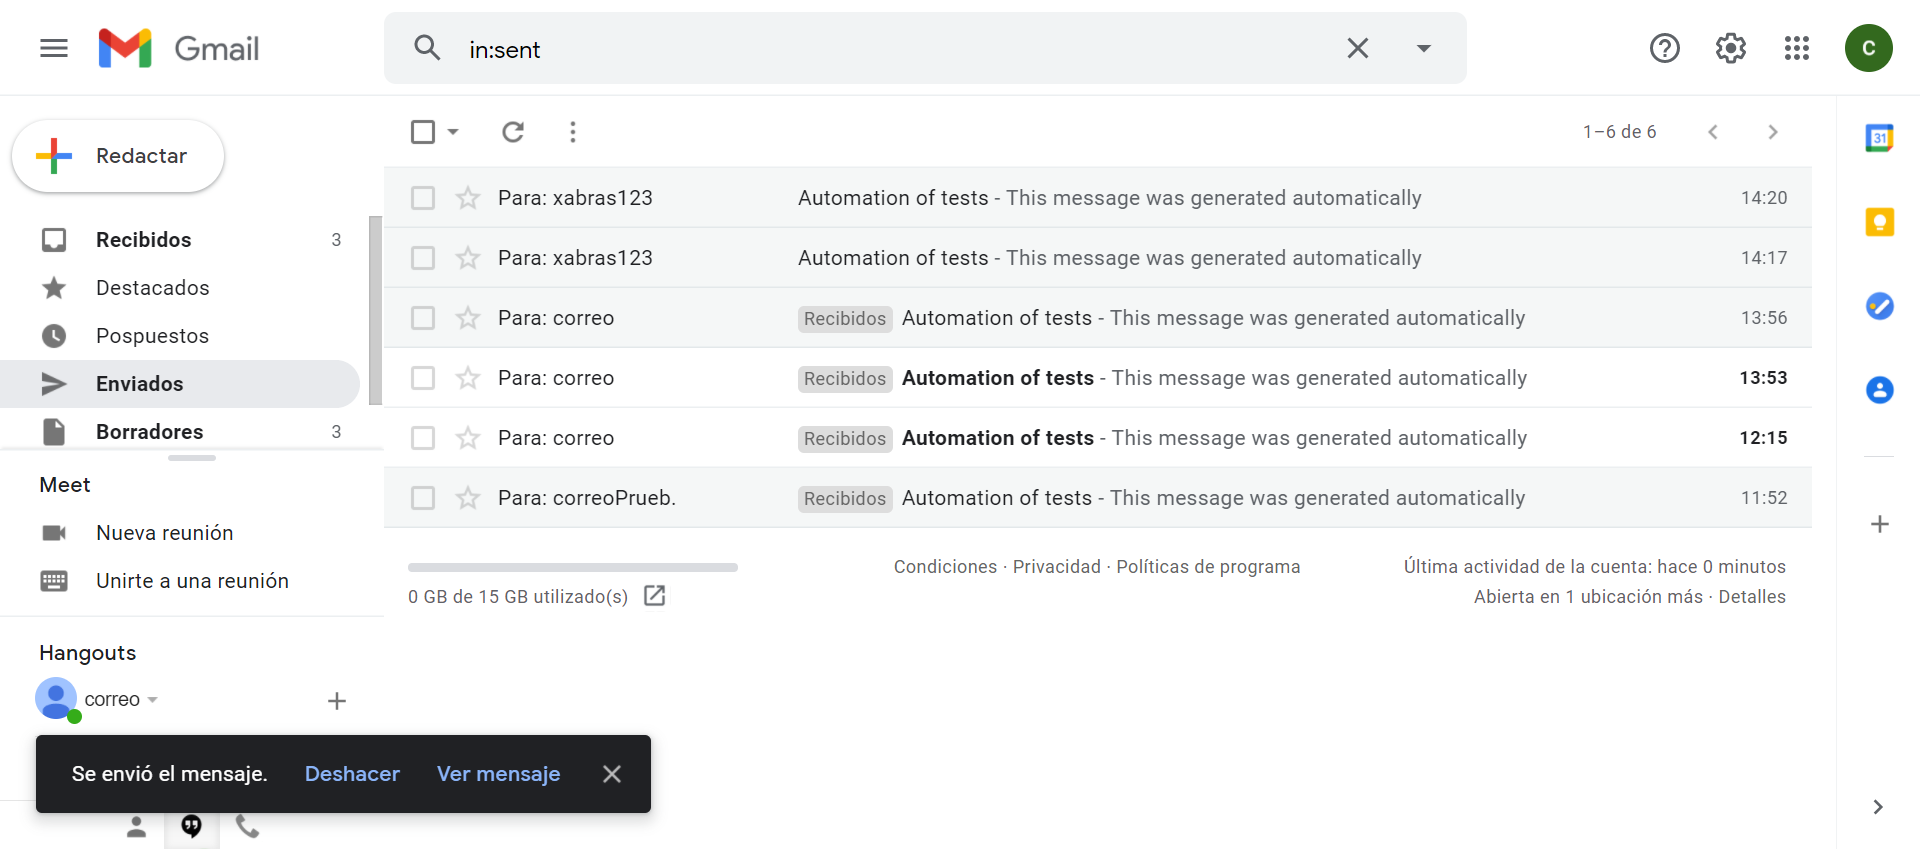 Gmail
in:sent
C
Redactar
1–6 de 6
31
Recibidos 3
Destacados
Pospuestos
Enviados
Borradores 3
Para: xabras123 Automation of tests - This message was generated automatically 14:20
Para: xabras123 Automation of tests - This message was generated automatically 14:17
Para: correo Recibidos Automation of tests - This message was generated automatically 13:56
Para: correo Recibidos Automation of tests - This message was generated automatically 13:53
Para: correo Recibidos Automation of tests - This message was generated automatically 12:15
Para: correoPrueb. Recibidos Automation of tests - This message was generated automatically 11:52
Meet
Nueva reunión
Unirte a una reunión
0 GB de 15 GB utilizado(s)
Condiciones · Privacidad · Políticas de programa
Última actividad de la cuenta: hace 0 minutos
Abierta en 1 ubicación más · Detalles
Hangouts
correo
Se envió el mensaje. Deshacer Ver mensaje